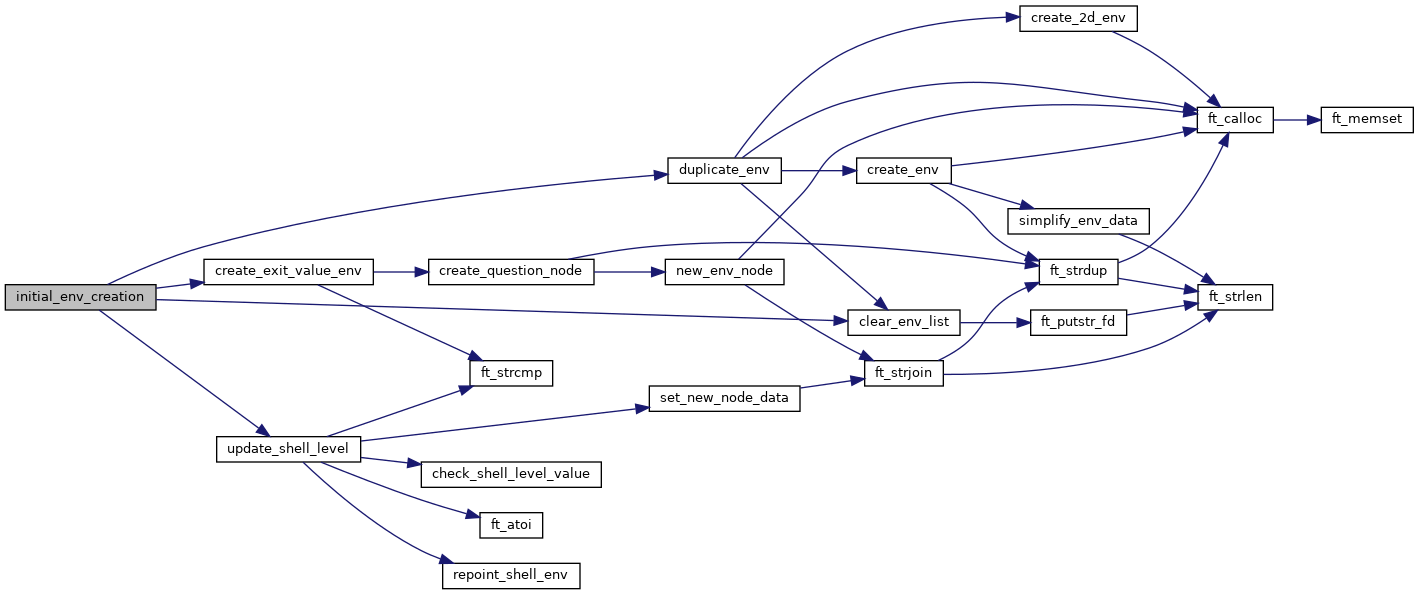 initial_env_creation
create_exit_value_env
update_shell_level
create_question_node
ft_strcmp
check_shell_level_value
ft_atoi
repoint_shell_env
duplicate_env
new_env_node
set_new_node_data
create_env
clear_env_list
ft_strjoin
create_2d_env
simplify_env_data
ft_strdup
ft_putstr_fd
ft_calloc
ft_strlen
ft_memset